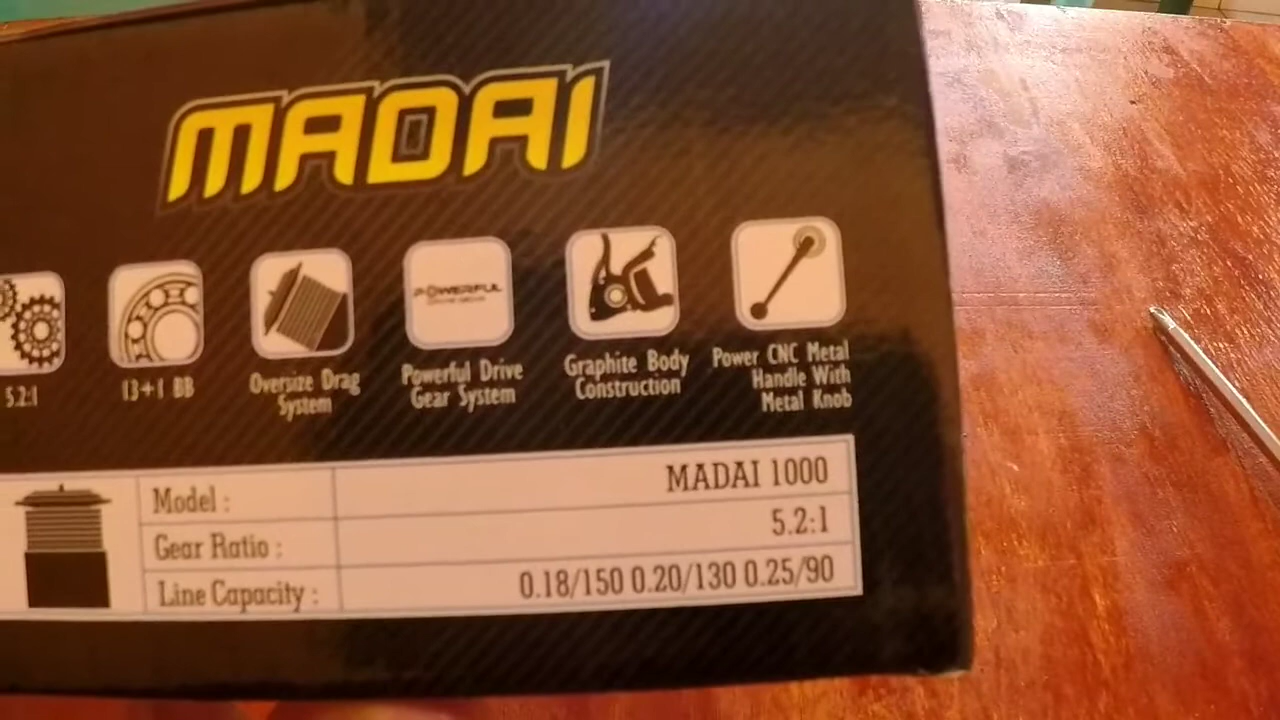 MADAI
5.2:1
13+1 BB
Oversize Drag
System
POWERFUL
Powerful Drive
Gear System
Graphite Body
Construction
Power CNC Metal
Handle With
Metal Knob
Model : MADAI 1000
Gear Ratio : 5.2:1
Line Capacity : 0.18/150 0.20/130 0.25/90